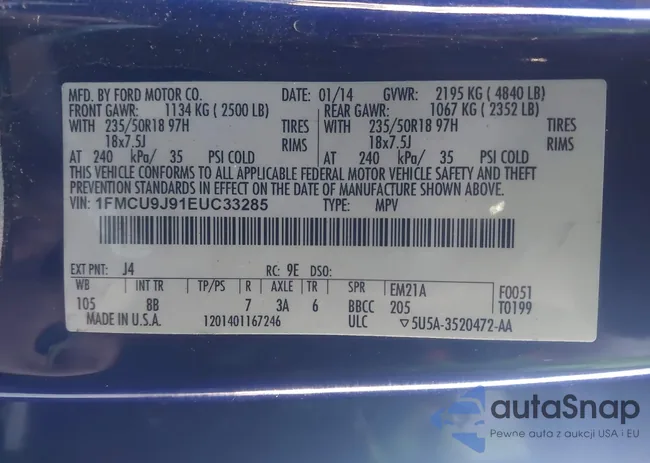 MFD. BY FORD MOTOR CO. DATE: 01/14 GVWR: 2195 KG ( 4840 LB)
FRONT GAWR: 1134 KG ( 2500 LB) REAR GAWR: 1067 KG ( 2352 LB)
WITH 235/50R18 97H TIRES WITH 235/50R18 97H TIRES
18x7.5J RIMS 18x7.5J RIMS
AT 240 kPa/ 35 PSI COLD AT 240 kPa/ 35 PSI COLD
THIS VEHICLE CONFORMS TO ALL APPLICABLE FEDERAL MOTOR VEHICLE SAFETY AND THEFT
PREVENTION STANDARDS IN EFFECT ON THE DATE OF MANUFACTURE SHOWN ABOVE.
VIN: 1FMCU9J91EUC33285 TYPE: MPV
EXT PNT: J4 RC: 9E DSO:
WB INT TR TP/PS R AXLE TR SPR EM21A F0051
105 8B 7 3A 6 BBCC 205 T0199
MADE IN U.S.A. 1201401167246 ULC ▽5U5A-3520472-AA
autaSnap
Pewne auta z aukcji USA i EU